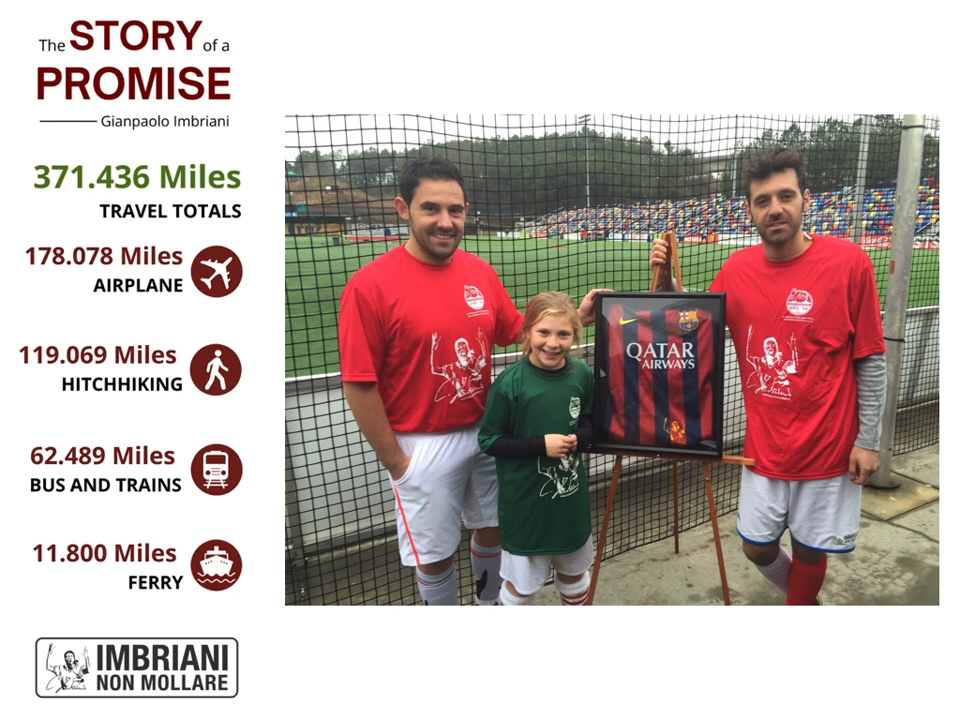 The STORY of a
PROMISE
Gianpaolo Imbriani
371.436 Miles
TRAVEL TOTALS
178.078 Miles
AIRPLANE
119.069 Miles
HITCHHIKING
62.489 Miles
BUS AND TRAINS
11.800 Miles
FERRY
IMBRIANI
NON MOLLARE
QATAR
AIRWAYS